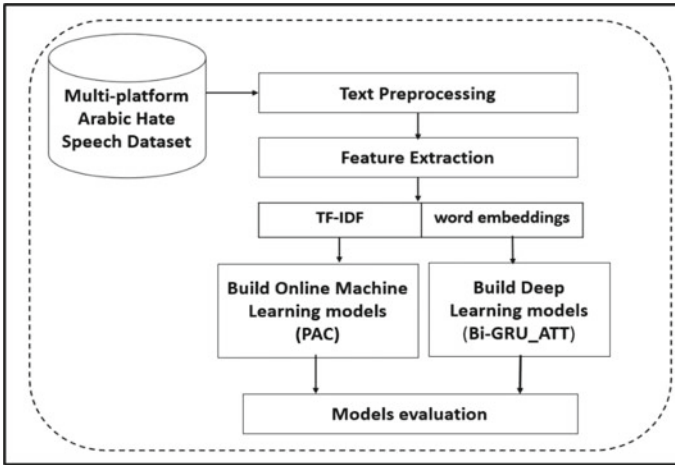 Multi-platform
Arabic Hate
Speech Dataset
Text Preprocessing
Feature Extraction
TF-IDF
word embeddings
Build Online Machine
Learning models
(PAC)
Build Deep
Learning models
(Bi-GRU_ATT)
Models evaluation